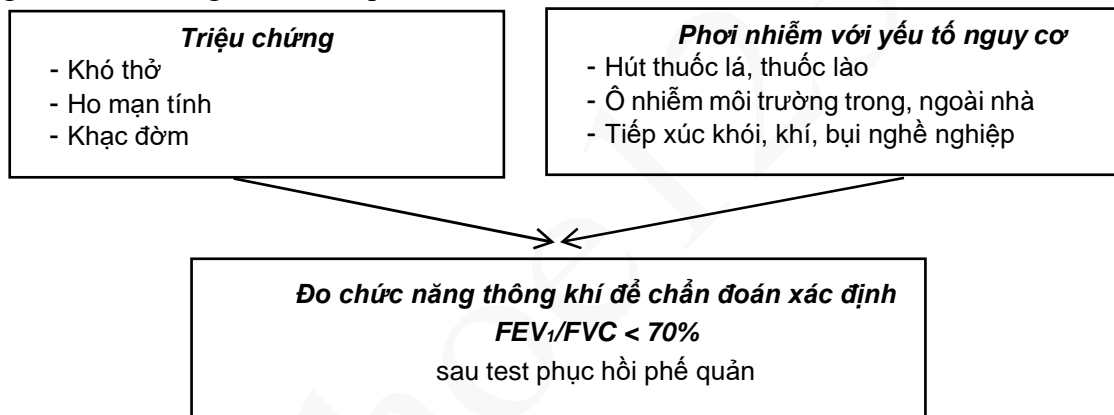 Triệu chứng
- Khó thở
- Ho mạn tính
- Khạc đờm
Phơi nhiễm với yếu tố nguy cơ
- Hút thuốc lá, thuốc lào
- Ô nhiễm môi trường trong, ngoài nhà
- Tiếp xúc khói, khí, bụi nghề nghiệp
Đo chức năng thông khí để chẩn đoán xác định
FEV₁/FVC < 70%
sau test phục hồi phế quản